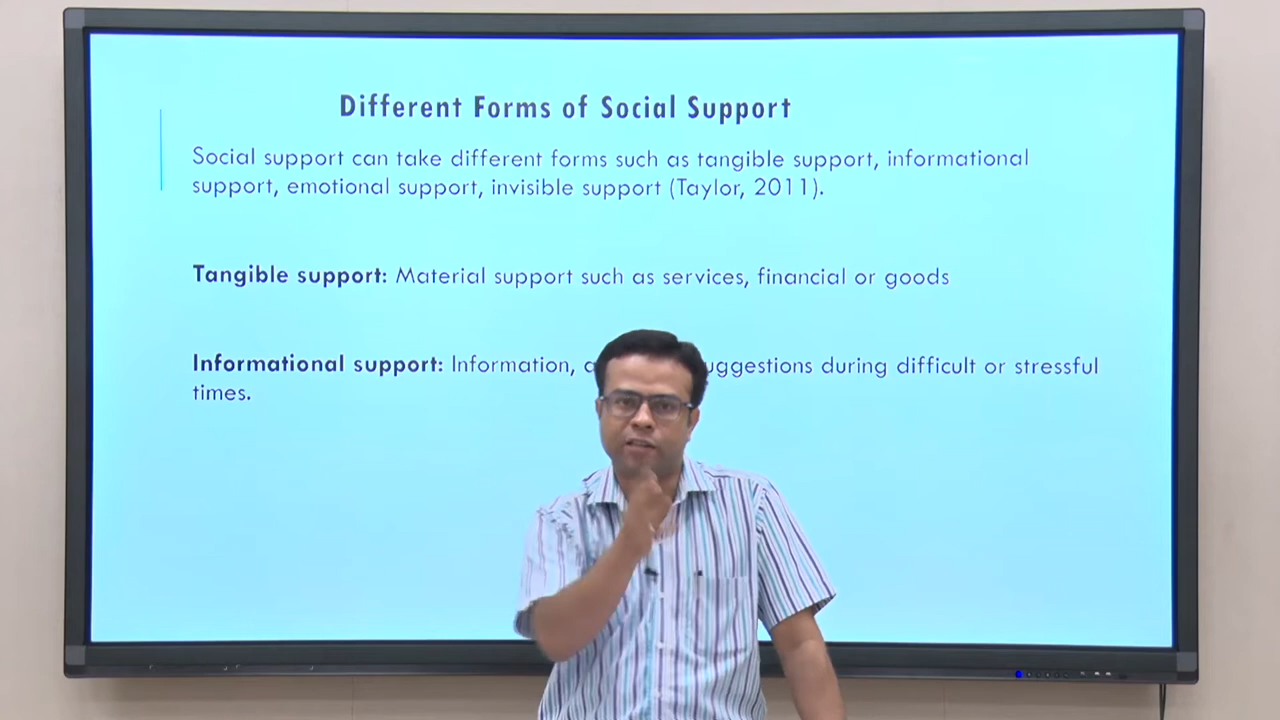 Different Forms of Social Support
Social support can take different forms such as tangible support, informational
support, emotional support, invisible support (Taylor, 2011).
Tangible support: Material support such as services, financial or goods
Informational support: Information, suggestions during difficult or stressful
times.